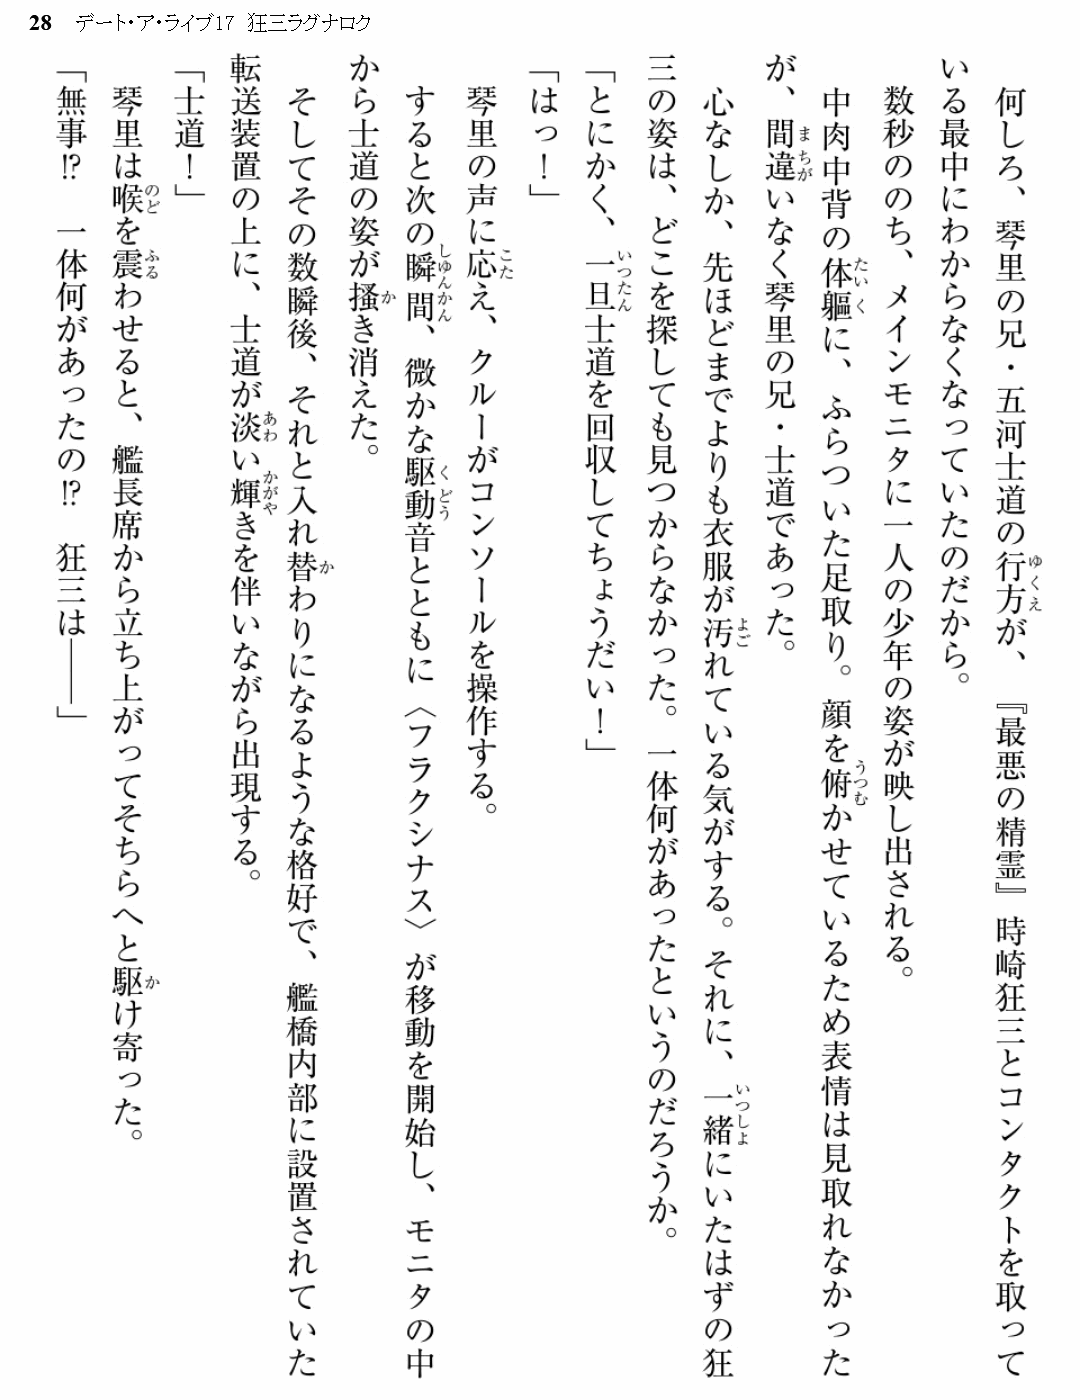 28 デート・ア・ライブ17 狂三ラグナロク
何しろ、琴里の兄・五河士道の行方が、『最悪の精霊』時崎狂三とコンタクトを取って
いる最中にわからなくなっていたのだから。
数秒ののち、メインモニタに一人の少年の姿が映し出される。
中肉中背の体軀に、ふらついた足取り。顔を俯かせているため表情は見取れなかった
が、間違いなく琴里の兄・士道であった。
心なしか、先ほどまでよりも衣服が汚れている気がする。それに、一緒にいたはずの狂
三の姿は、どこを探しても見つからなかった。一体何があったというのだろうか。
「とにかく、一旦士道を回収してちょうだい！」
「はっ！」
琴里の声に応え、クルーがコンソールを操作する。
すると次の瞬間、微かな駆動音とともに〈フラクシナス〉が移動を開始し、モニタの中
から士道の姿が搔き消えた。
そしてその数瞬後、それと入れ替わりになるような格好で、艦橋内部に設置されていた
転送装置の上に、士道が淡い輝きを伴いながら出現する。
「士道！」
琴里は喉を震わせると、艦長席から立ち上がってそちらへと駆け寄った。
「無事!?　一体何があったの!?　狂三は――」